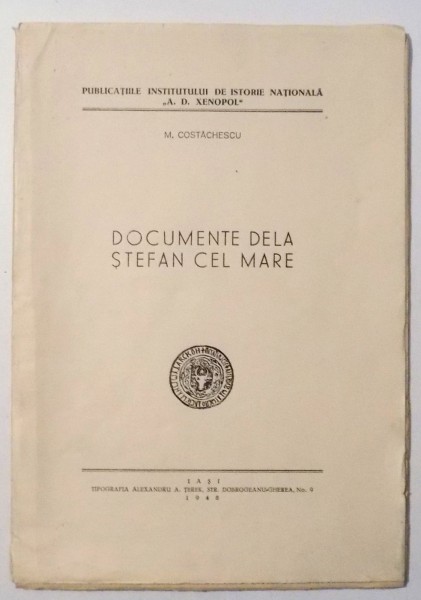 PUBLICAȚIILE INSTITUTULUI DE ISTORIE NAȚIONALĂ
„A. D. XENOPOL"
M. COSTĂCHESCU
DOCUMENTE DELA
ȘTEFAN CEL MARE
IAȘI
TIPOGRAFIA ALEXANDRU A. ȚEREK, STR. DOBROGEANU-GHEREA, No. 9
1948